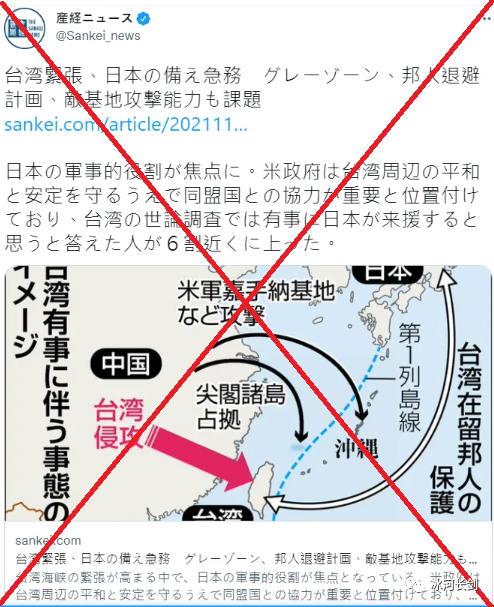 産経ニュース
@Sankei_news
台湾緊張、日本の備え急務　グレーゾーン、邦人退避
計画、敵基地攻撃能力も課題
sankei.com/article/202111…
日本の軍事的役割が焦点に。米政府は台湾周辺の平和
と安定を守るうえで同盟国との協力が重要と位置付け
ており、台湾の世論調査では有事に日本が来援すると
思うと答えた人が６割近くに上った。
台湾有事に伴う事態の
イメージ
日本
米軍嘉手納基地
など攻撃
中国
第1列島線
尖閣諸島
占拠
台湾
侵攻
沖縄
台湾在留邦人の
保護
台湾
sankei.com
台湾緊張、日本の備え急務　グレーゾーン、邦人退避計画、敵基地攻撃能力も...
台湾海峡の緊張が高まる中で、日本の軍事的役割が焦点となっている。米政府は
台湾周辺の平和と安定を守るうえで同盟国との協力が重要と位置付けており、
冰河长剑